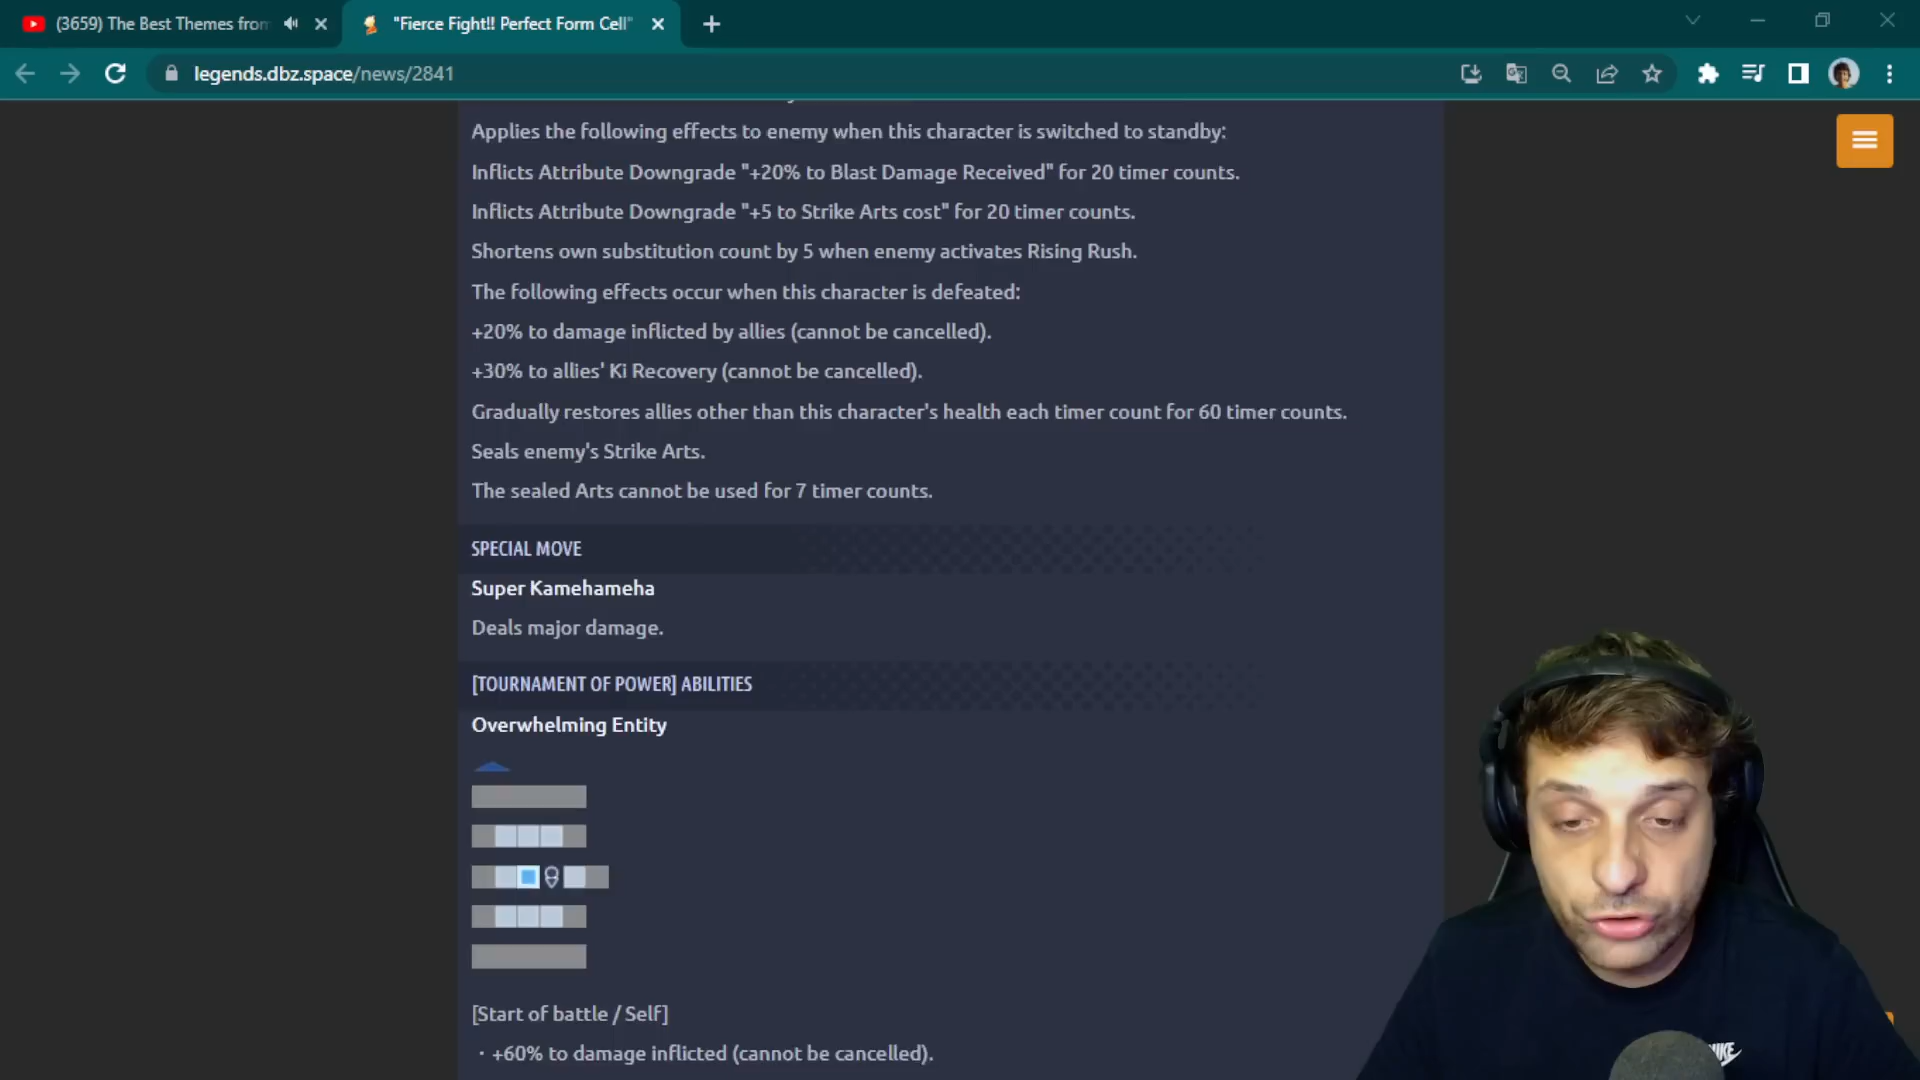 (3659) The Best Themes from
"Fierce Fight!! Perfect Form Cell"
legends.dbz.space/news/2841
Applies the following effects to enemy when this character is switched to standby:
Inflicts Attribute Downgrade "+20% to Blast Damage Received" for 20 timer counts.
Inflicts Attribute Downgrade "+5 to Strike Arts cost" for 20 timer counts.
Shortens own substitution count by 5 when enemy activates Rising Rush.
The following effects occur when this character is defeated:
+20% to damage inflicted by allies (cannot be cancelled).
+30% to allies' Ki Recovery (cannot be cancelled).
Gradually restores allies other than this character's health each timer count for 60 timer counts.
Seals enemy's Strike Arts.
The sealed Arts cannot be used for 7 timer counts.
SPECIAL MOVE
Super Kamehameha
Deals major damage.
[TOURNAMENT OF POWER] ABILITIES
Overwhelming Entity
[Start of battle / Self]
・+60% to damage inflicted (cannot be cancelled).